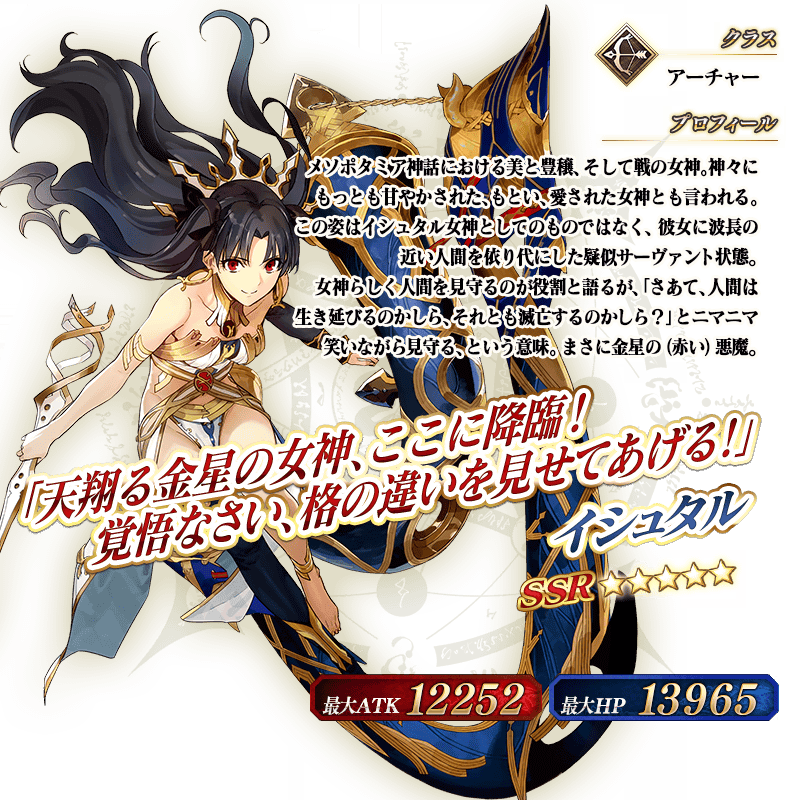 クラス
アーチャー
プロフィール
メソポタミア神話における美と豊穣、そして戦の女神。神々に
もっとも甘やかされた、もとい、愛された女神とも言われる。
この姿はイシュタル女神としてのものではなく、彼女に波長の
近い人間を依り代にした疑似サーヴァント状態。
女神らしく人間を見守るのが役割と語るが、「さあて、人間は
生き延びるのかしら、それとも滅亡するのかしら？」とニマニマ
笑いながら見守る、という意味。まさに金星の（赤い）悪魔。
「天翔る金星の女神、ここに降臨！
覚悟なさい、格の違いを見せてあげる！」
イシュタル
SSR ☆☆☆☆☆
最大ATK 12252
最大HP 13965